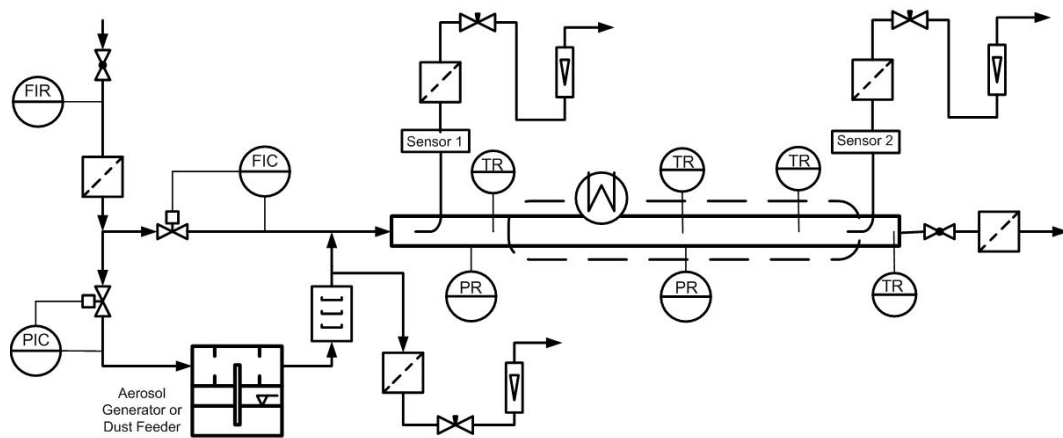 FIR
FIC
Sensor 1
Sensor 2
TR
TR
TR
PR
PR
TR
PIC
Aerosol
Generator or
Dust Feeder